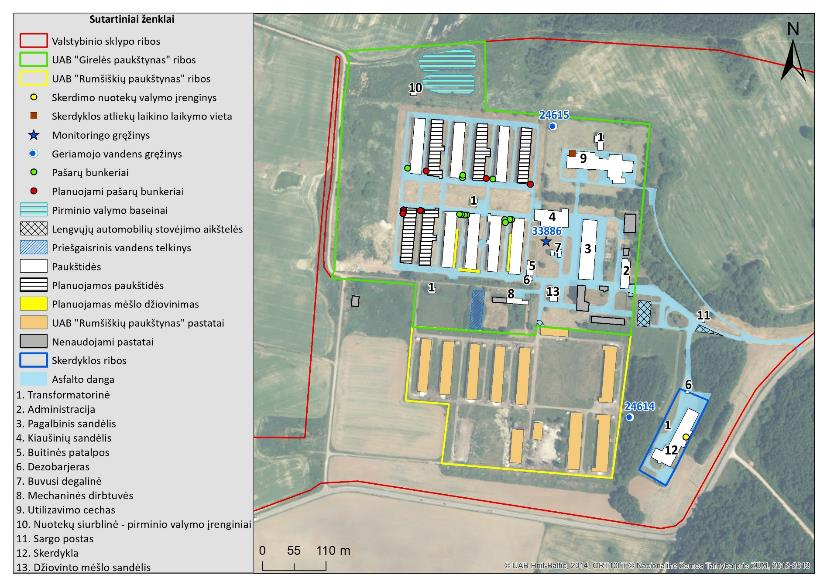 Sutartiniai ženklai
Valstybinio sklypo ribos
UAB "Girelės paukštynas" ribos
UAB "Rumšiškių paukštynas" ribos
Skerdimo nuotekų valymo įrenginys
Skerdyklos atliekų laikino laikymo vieta
Monitoringo gręžinys
Geriamojo vandens gręžinys
Pašarų bunkeriai
Planuojami pašarų bunkeriai
Pirminio valymo baseinai
Lengvųjų automobilių stovėjimo aikštelės
Priešgaisrinis vandens telkinys
Paukštidės
Planuojamos paukštidės
Planuojamas mėšlo džiovinimas
UAB "Rumšiškių paukštynas" pastatai
Nenaudojami pastatai
Skerdyklos ribos
Asfalto danga
1. Transformatorinė
2. Administracija
3. Pagalbinis sandėlis
4. Kiaušinių sandėlis
5. Buitinės patalpos
6. Dezobarjeras
7. Buvusi degalinė
8. Mechaninės dirbtuvės
9. Utilizavimo cechas
10. Nuotekų siurblinė - pirminio valymo įrenginiai
11. Sargo postas
12. Skerdykla
13. Džiovinto mėšlo sandėlis
N
10
24615
1
9
1
4
33886
7
3
5
2
6
1
8
13
11
6
24614
1
12
0 55 110 m